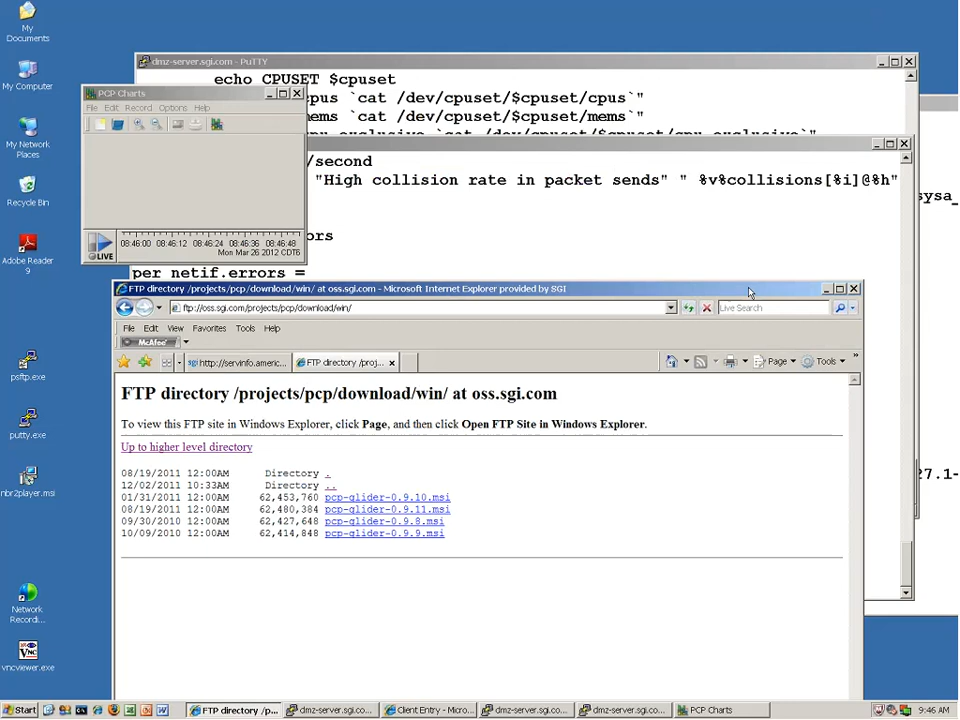 My
Documents
My Computer
My Network
Places
Recycle Bin
Adobe Reader
9
psftp.exe
putty.exe
nbr2player.msi
Network
Recordi...
vncviewer.exe
dmz-server.sgi.com - PuTTY
echo CPUSET $cpuset
cpus `cat /dev/cpuset/$cpuset/cpus`"
mems `cat /dev/cpuset/$cpuset/mems`"
PCP Charts
File Edit Record Options Help
08:46:00 08:46:12 08:46:24 08:46:36 08:46:48
LIVE
Mon Mar 26 2012 CDT6
/second
"High collision rate in packet sends" " %v%collisions[%i]@%h"
sysa_
ors
per netif.errors =
27.1-
FTP directory /projects/pcp/download/win/ at oss.sgi.com - Microsoft Internet Explorer provided by SGI
ftp://oss.sgi.com/projects/pcp/download/win/
Live Search
File Edit View Favorites Tools Help
McAfee
http://servinfo.americ...
FTP directory /proj...
Page
Tools
FTP directory /projects/pcp/download/win/ at oss.sgi.com
To view this FTP site in Windows Explorer, click Page, and then click Open FTP Site in Windows Explorer.
Up to higher level directory
08/19/2011 12:00AM Directory .
12/02/2011 10:33AM Directory ..
01/31/2011 12:00AM 62,453,760 pcp-glider-0.9.10.msi
08/19/2011 12:00AM 62,480,384 pcp-glider-0.9.11.msi
09/30/2010 12:00AM 62,427,648 pcp-glider-0.9.8.msi
10/09/2010 12:00AM 62,414,848 pcp-glider-0.9.9.msi
Start
FTP directory /p...
dmz-server.sgi.co...
Client Entry - Micro...
dmz-server.sgi.co...
dmz-server.sgi.co...
PCP Charts
9:46 AM